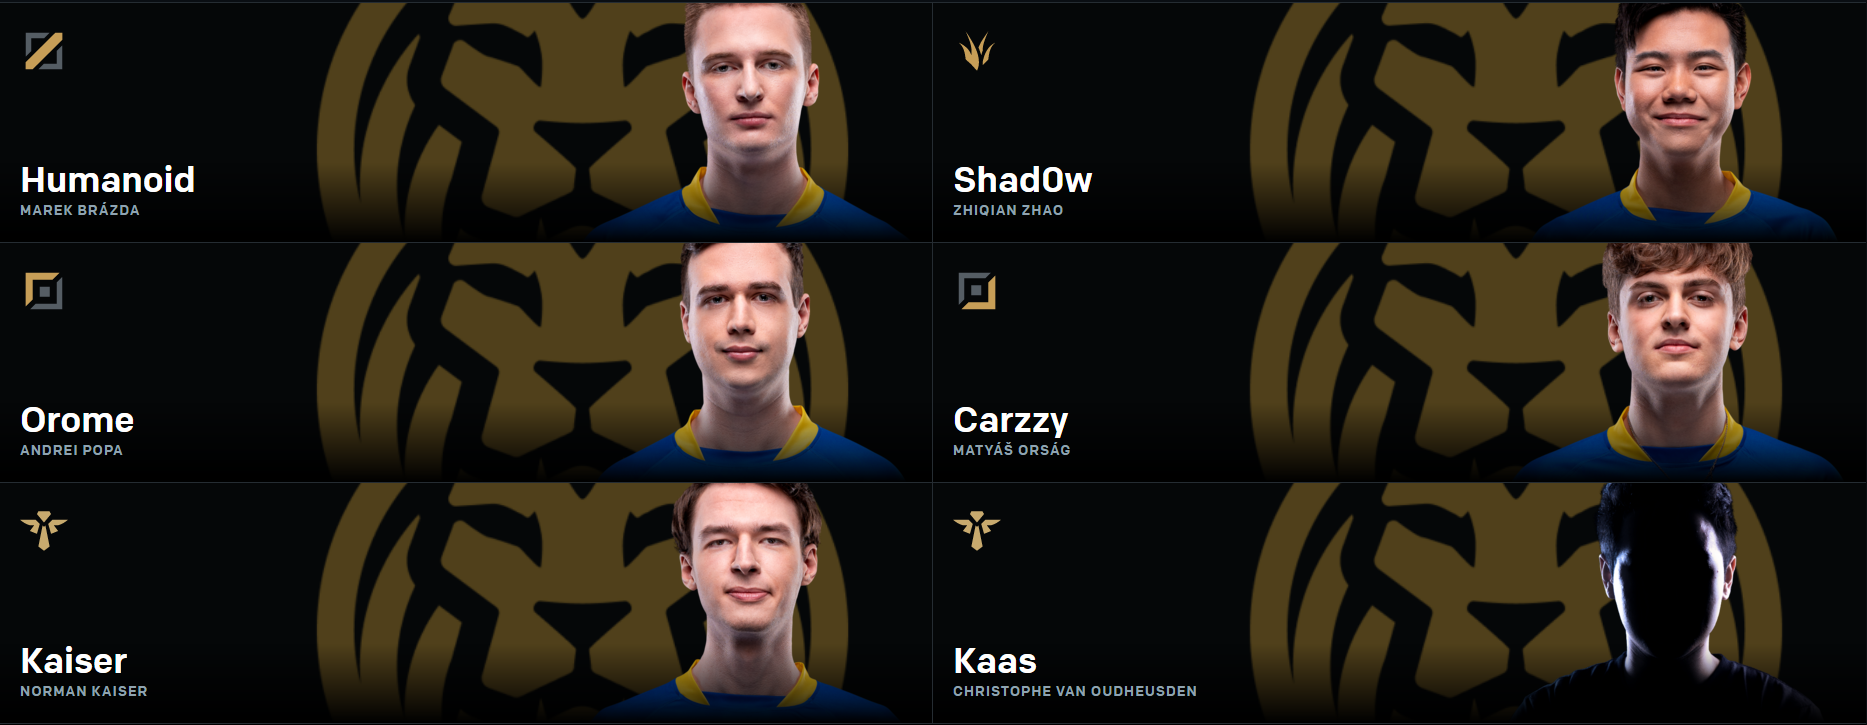 Humanoid
MAREK BRÁZDA
Shad0w
ZHIQIAN ZHAO
Orome
ANDREI POPA
Carzzy
MATYÁŠ ORSÁG
Kaiser
NORMAN KAISER
Kaas
CHRISTOPHE VAN OUDHEUSDEN